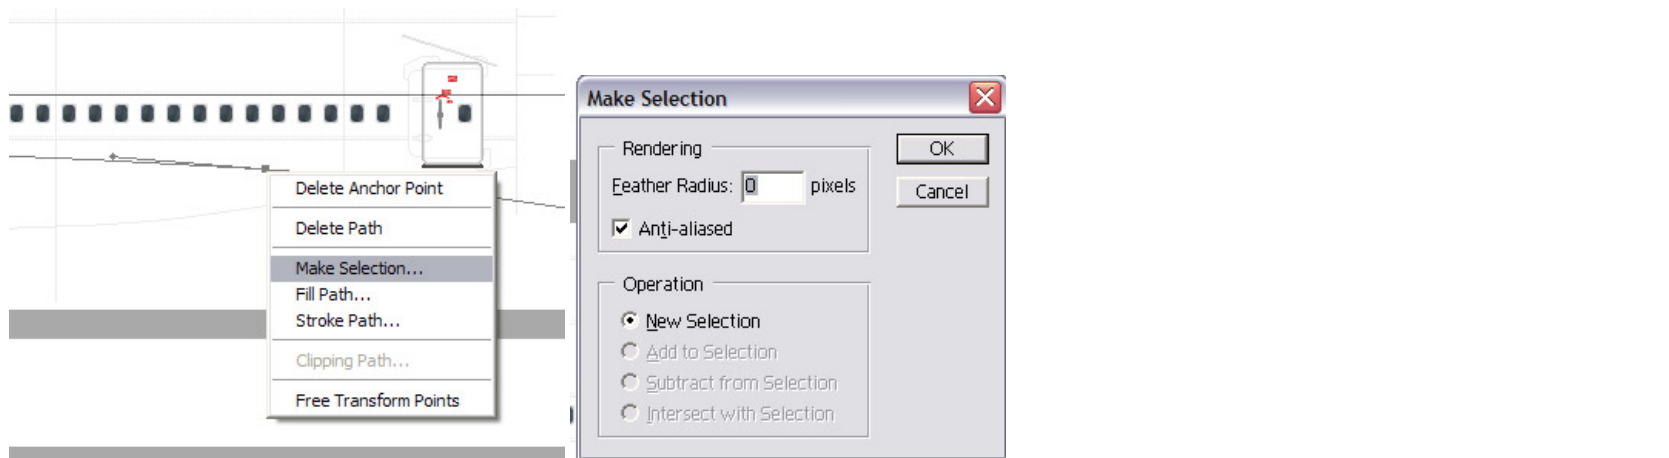 Delete Anchor Point
Delete Path
Make Selection...
Fill Path...
Stroke Path...
Clipping Path...
Free Transform Points
Make Selection
Rendering
Feather Radius: 0 pixels
Anti-aliased
OK
Cancel
Operation
New Selection
Add to Selection
Subtract from Selection
Intersect with Selection